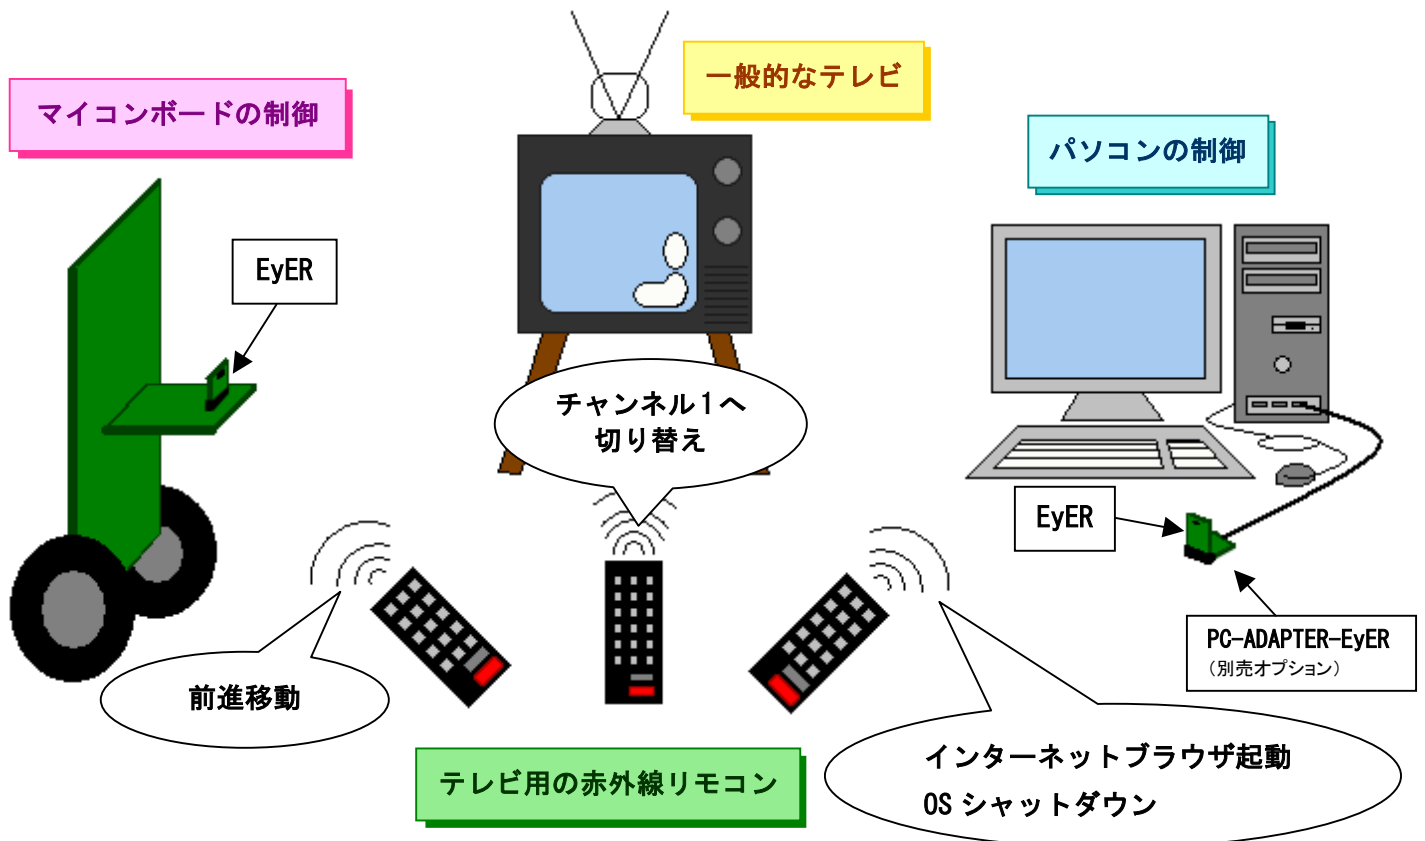 一般的なテレビ
マイコンボードの制御
パソコンの制御
EyER
チャンネル1へ
切り替え
EyER
PC-ADAPTER-EyER
（別売オプション）
前進移動
インターネットブラウザ起動
OSシャットダウン
テレビ用の赤外線リモコン